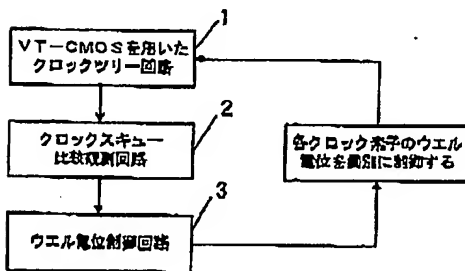 1
VT-CMOSを用いた
クロックツリー回路
2
クロックスキュー
比較観測回路
3
ウエル電位制御回路
各クロック素子のウエル
電位を個別に制御する